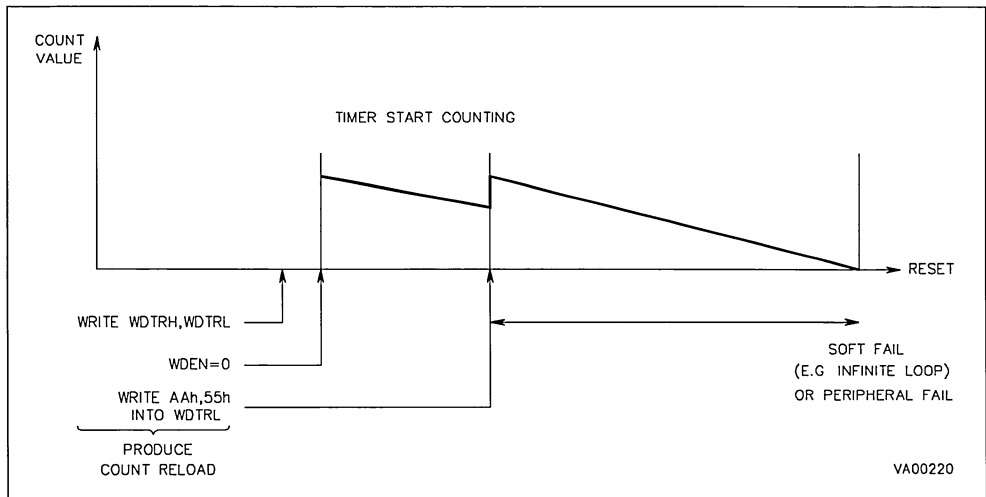 COUNT
VALUE
TIMER START COUNTING
RESET
WRITE WDTRH,WDTRL
WDEN=0
WRITE AAh,55h
INTO WDTRL
PRODUCE
COUNT RELOAD
SOFT FAIL
(E.G INFINITE LOOP)
OR PERIPHERAL FAIL
VA00220